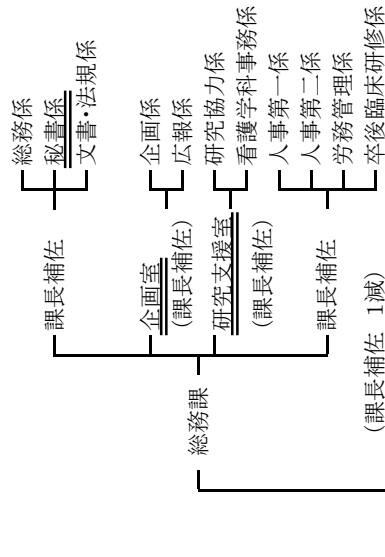 総務課
課長補佐
総務係
秘書係
文書・法規係
企画室
(課長補佐)
企画係
広報係
研究支援室
(課長補佐)
研究協力係
看護学科事務係
課長補佐
人事第一係
人事第二係
労務管理係
卒後臨床研修係
(課長補佐 1減)